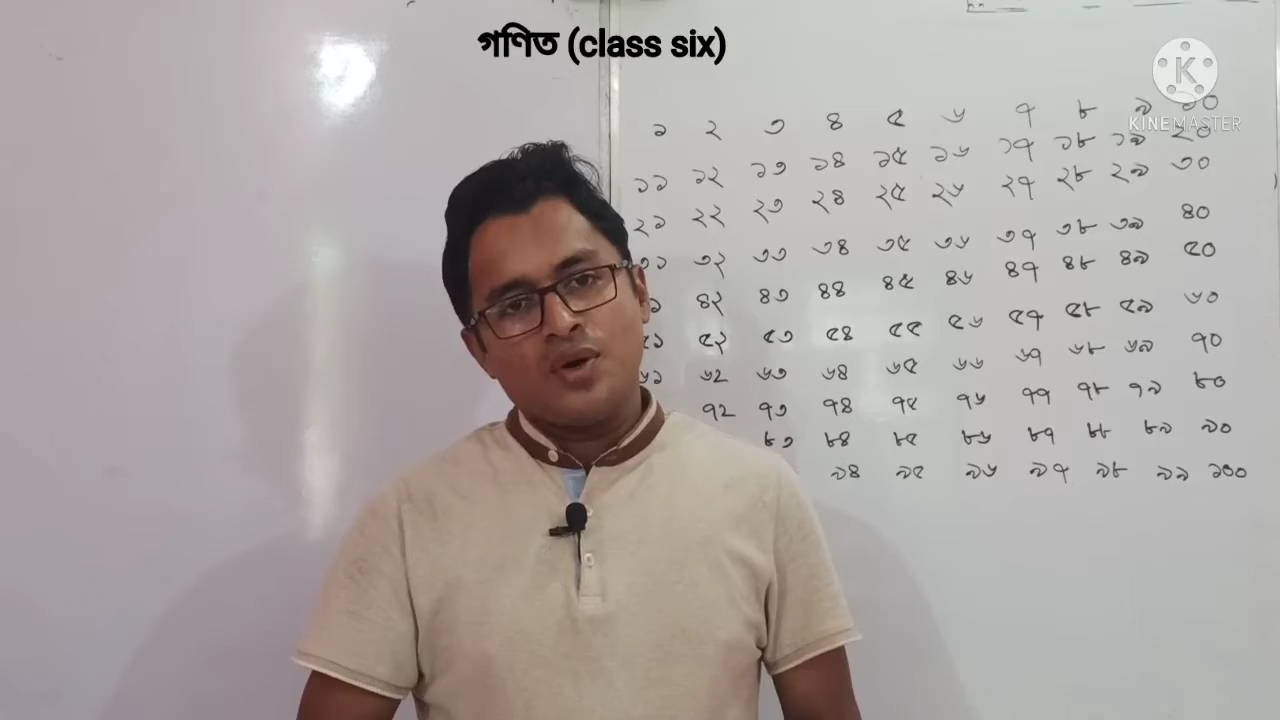 গণিত (class six)
KINEMASTER
১ ২ ৩ ৪ ৫ ৬ ৭ ৮ ৯ ১০
১১ ১২ ১৩ ১৪ ১৫ ১৬ ১৭ ১৮ ১৯ ২০
২১ ২২ ২৩ ২৪ ২৫ ২৬ ২৭ ২৮ ২৯ ৩০
৩১ ৩২ ৩৩ ৩৪ ৩৫ ৩৬ ৩৭ ৩৮ ৩৯ ৪০
১ ৪২ ৪৩ ৪৪ ৪৫ ৪৬ ৪৭ ৪৮ ৪৯ ৫০
৫১ ৫২ ৫৩ ৫৪ ৫৫ ৫৬ ৫৭ ৫৮ ৫৯ ৬০
৬১ ৬২ ৬৩ ৬৪ ৬৫ ৬৬ ৬৭ ৬৮ ৬৯ ৭০
৭২ ৭৩ ৭৪ ৭৫ ৭৬ ৭৭ ৭৮ ৭৯ ৮০
৮৩ ৮৪ ৮৫ ৮৬ ৮৭ ৮৮ ৮৯ ৯০
৯৪ ৯৫ ৯৬ ৯৭ ৯৮ ৯৯ ১০০